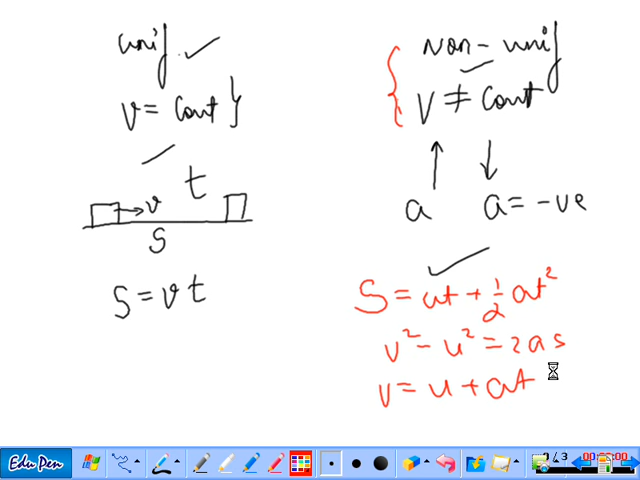 unif.
v = Cont
t
v
S
S = v t
Non-unif
V ≠ Cont
a
a = -ve
S = ut + 1/2 at²
v² - u² = 2as
v = u + at
Edu Pen